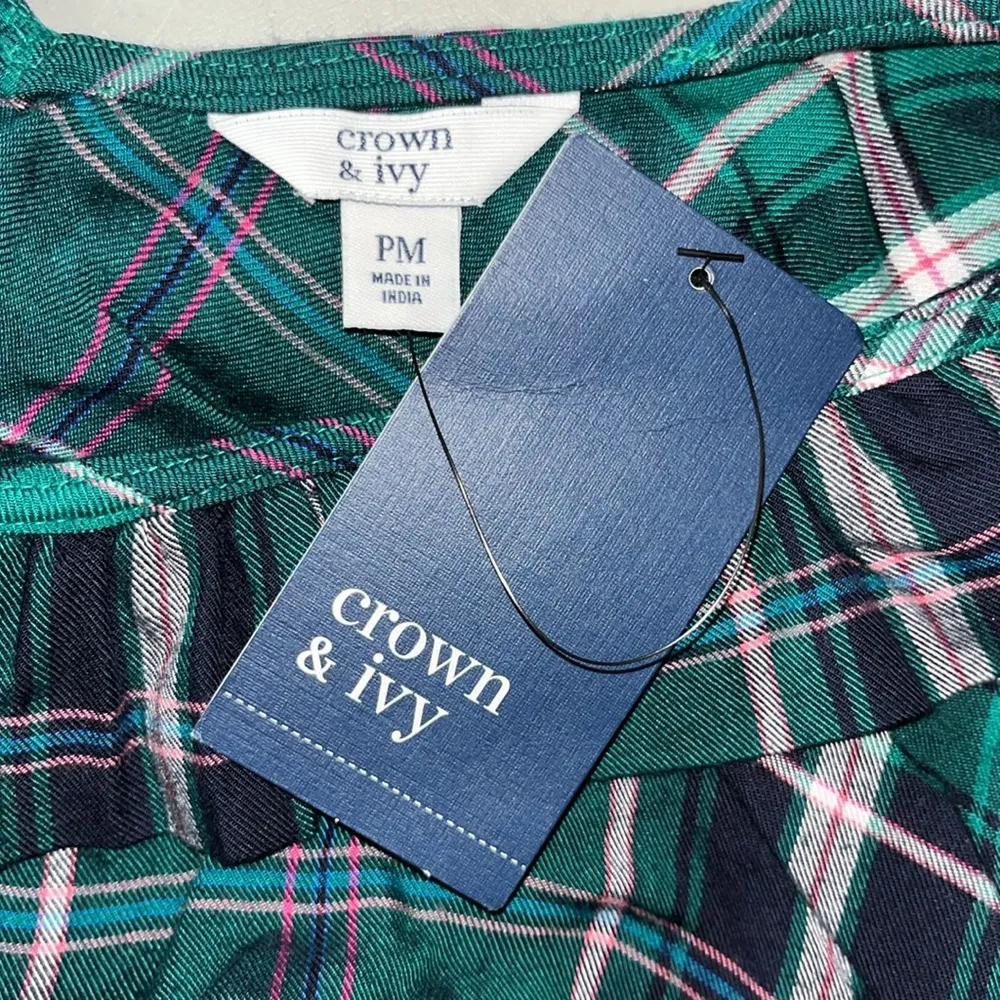 crown
& ivy
PM
MADE IN
INDIA
crown
& ivy